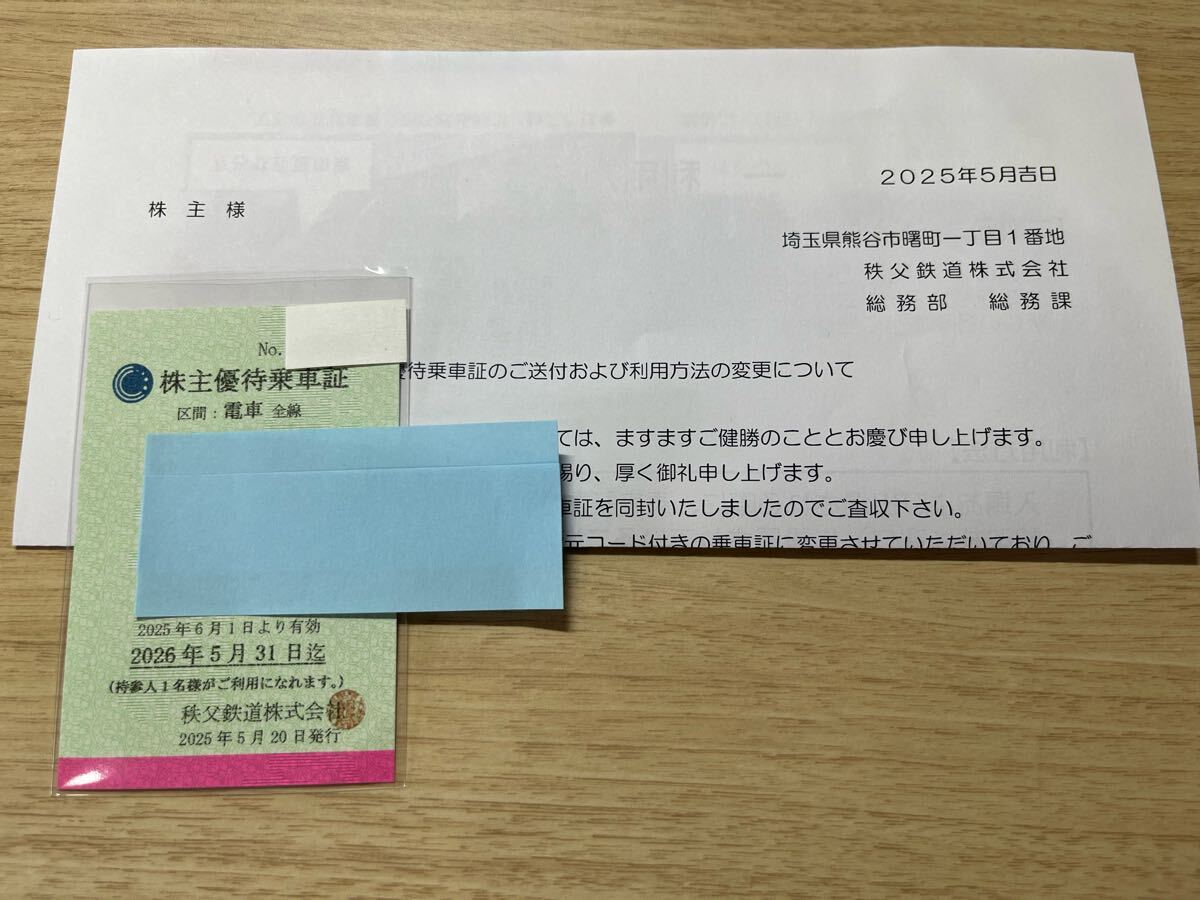 2025年5月吉日
株 主 様
埼玉県熊谷市曙町一丁目1番地
秩父鉄道株式会社
総務部 総務課
待乗車証のご送付および利用方法の変更について
ては、ますますご健勝のこととお慶び申し上げます。
賜り、厚く御礼申し上げます。
車証を同封いたしましたのでご査収下さい。
元コード付きの乗車証に変更させていただいており、ご
No.
株主優待乗車証
区間:電車 全線
2025年6月1日より有効
2026年5月31日迄
(持参人1名様がご利用になれます。)
秩父鉄道株式会社
2025年5月20日発行